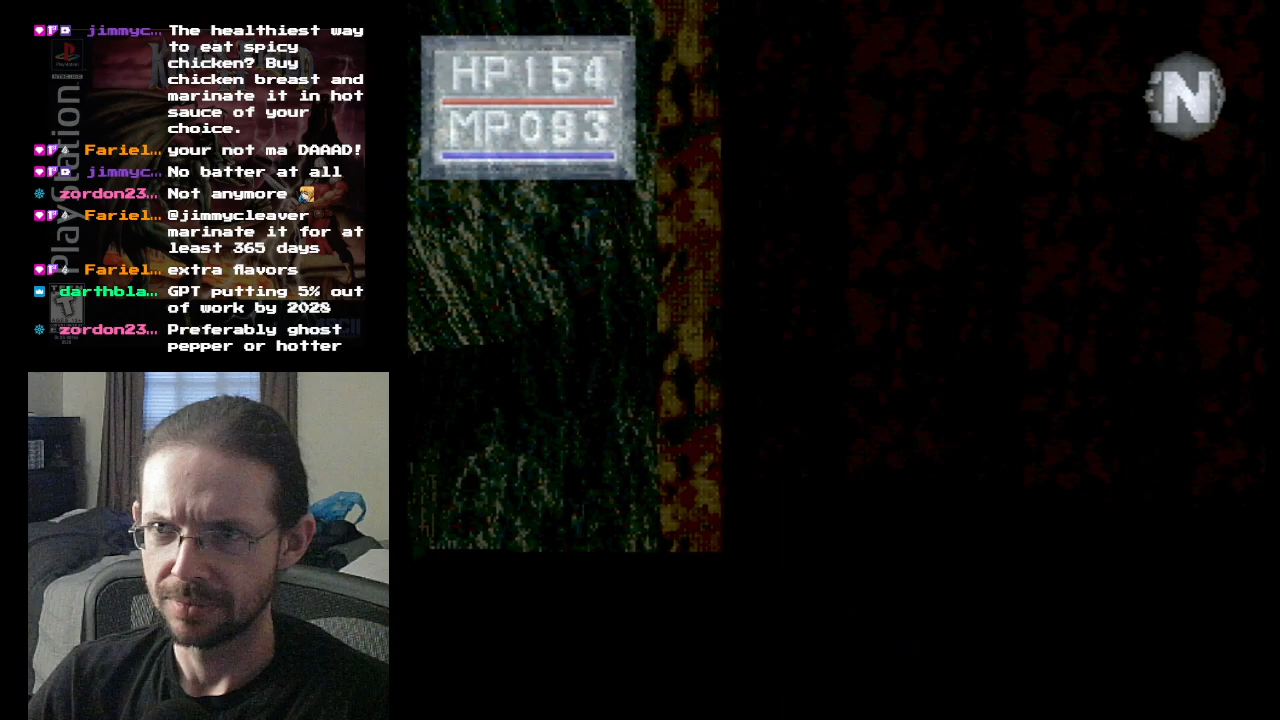 jimmyc... The healthiest way
to eat spicy
chicken? Buy
chicken breast and
marinate it in hot
sauce of your
choice.
Fariel... your not ma DAAAD!
jimmyc... No batter at all
zordon23... Not anymore
Fariel... @jimmycleaver
marinate it for at
least 365 days
Fariel... extra flavors
darthbla... GPT putting 5% out
of work by 2028
zordon23... Preferably ghost
pepper or hotter
PlayStation
HP154
MP093
N